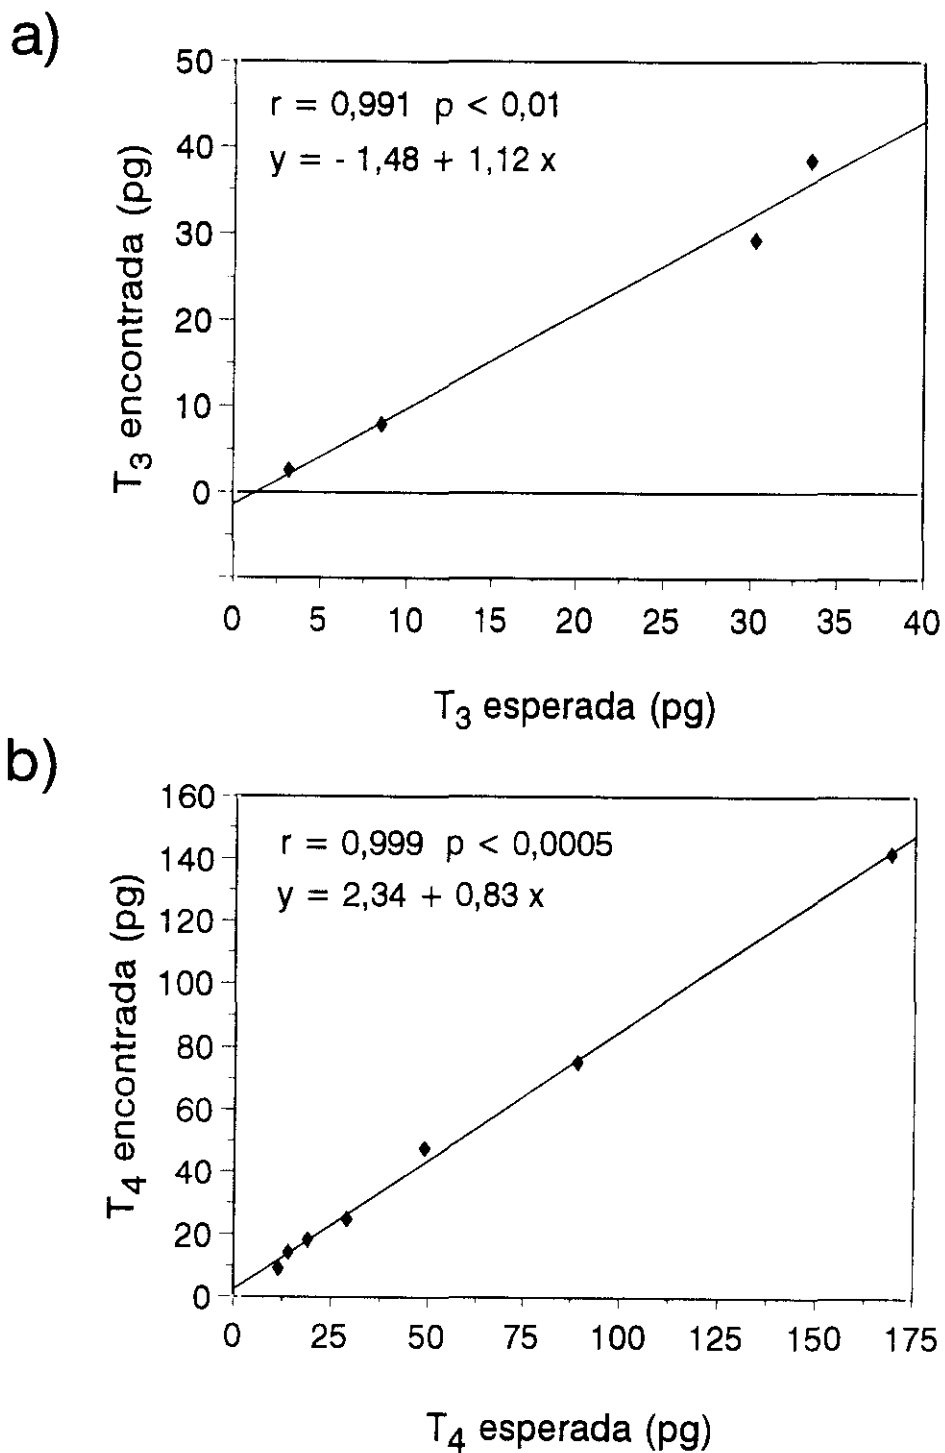 a)
50
r = 0,991 p < 0,01
40
y = - 1,48 + 1,12 x
30
20
10
0
T3 encontrada (pg)
0 5 10 15 20 25 30 35 40
T3 esperada (pg)
b)
160
r = 0,999 p < 0,0005
140
y = 2,34 + 0,83 x
120
100
80
60
40
20
0
T4 encontrada (pg)
0 25 50 75 100 125 150 175
T4 esperada (pg)